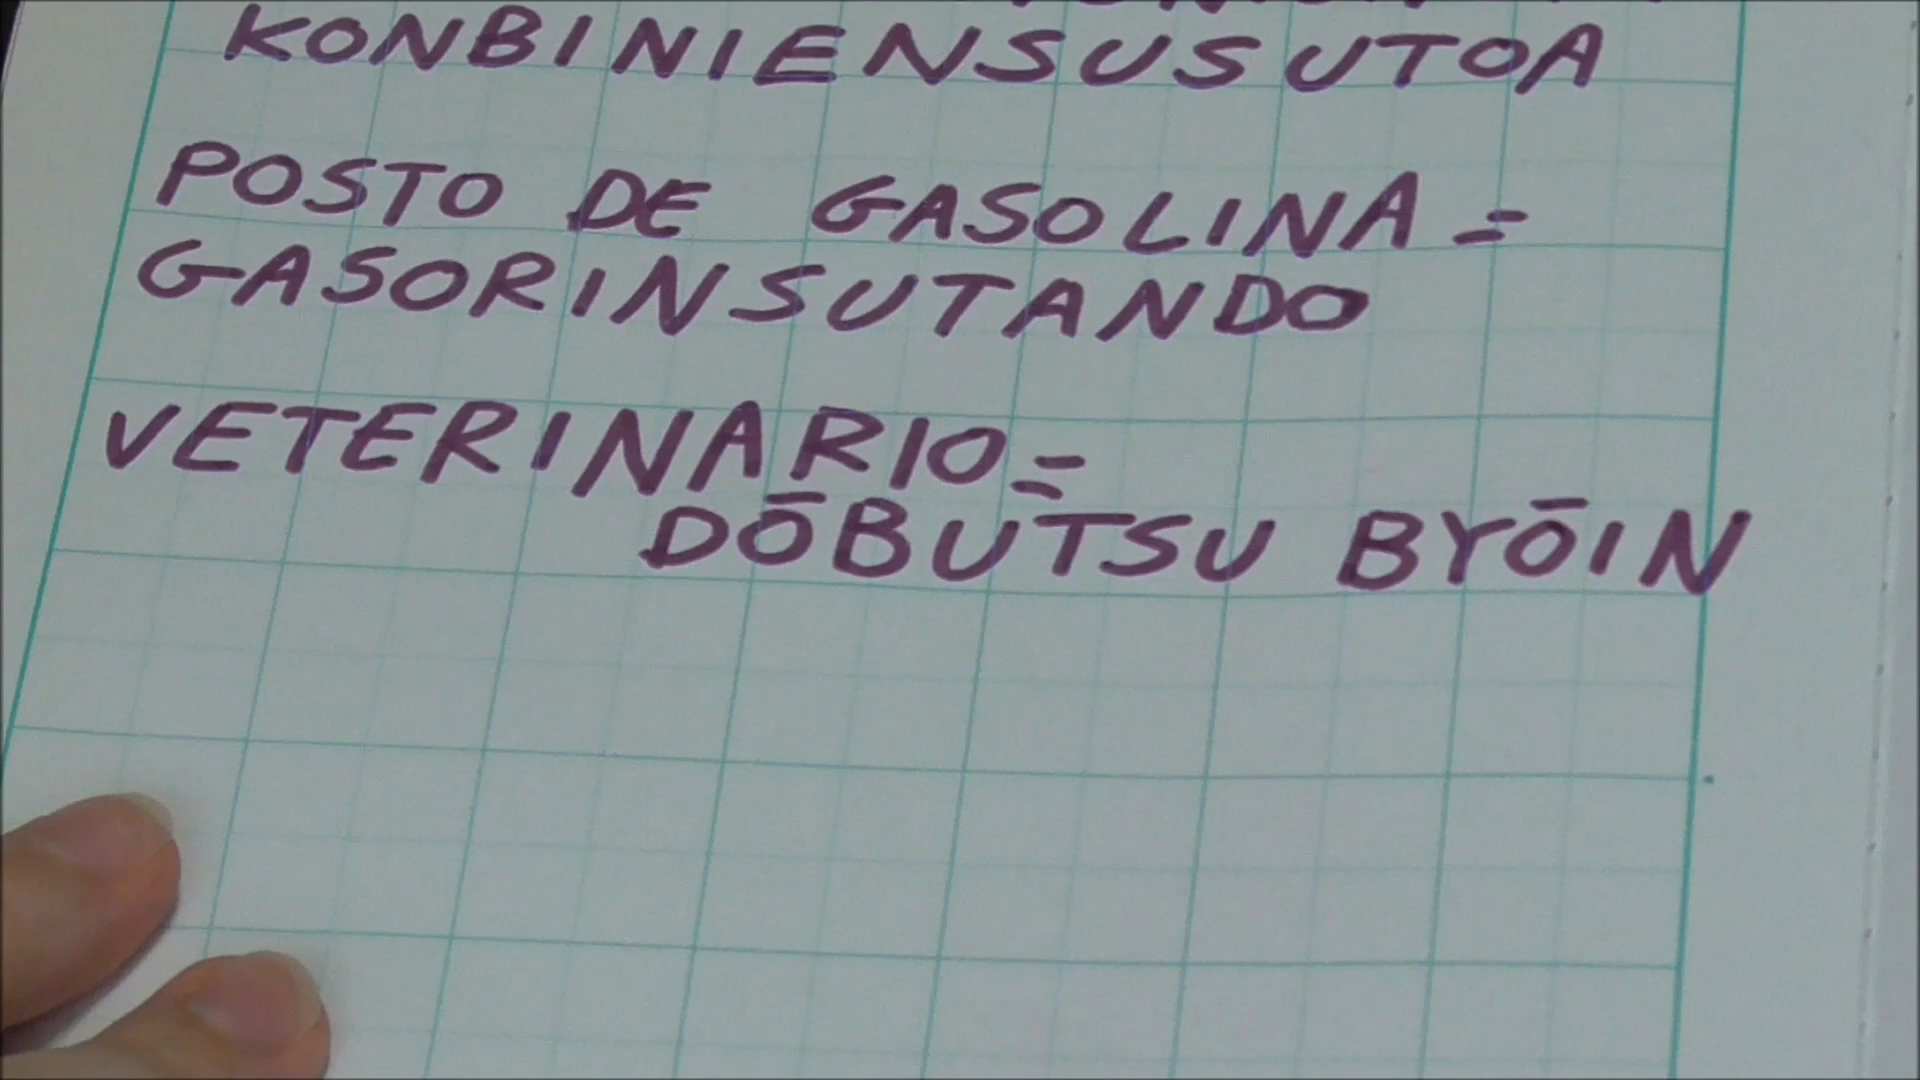 KONBINIENSUSUTOA
POSTO DE GASOLINA =
GASORINSUTANDO
VETERINARIO =
DŌBUTSU BYŌIN